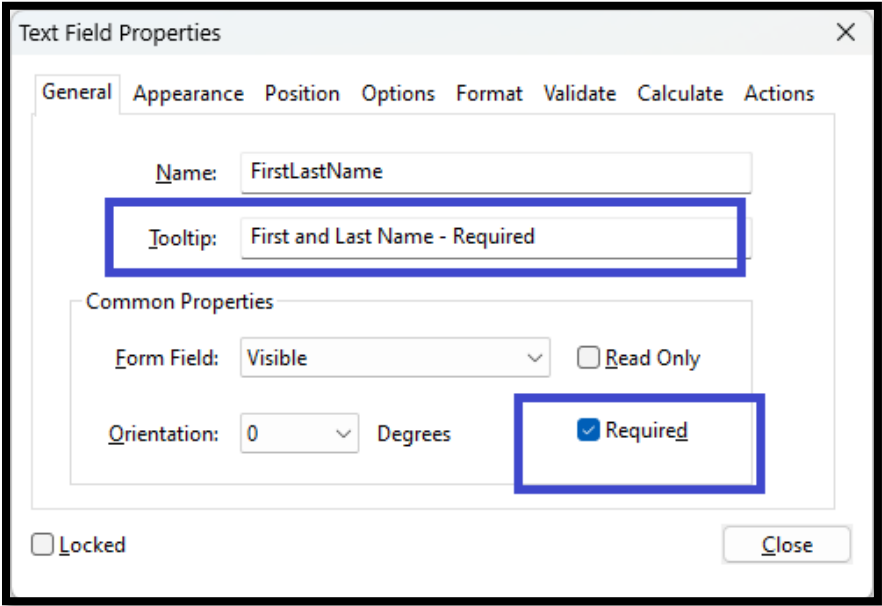 Text Field Properties
General Appearance Position Options Format Validate Calculate Actions
Name: FirstLastName
Tooltip: First and Last Name - Required
Common Properties
Form Field: Visible Read Only
Orientation: 0 Degrees Required
Locked Close